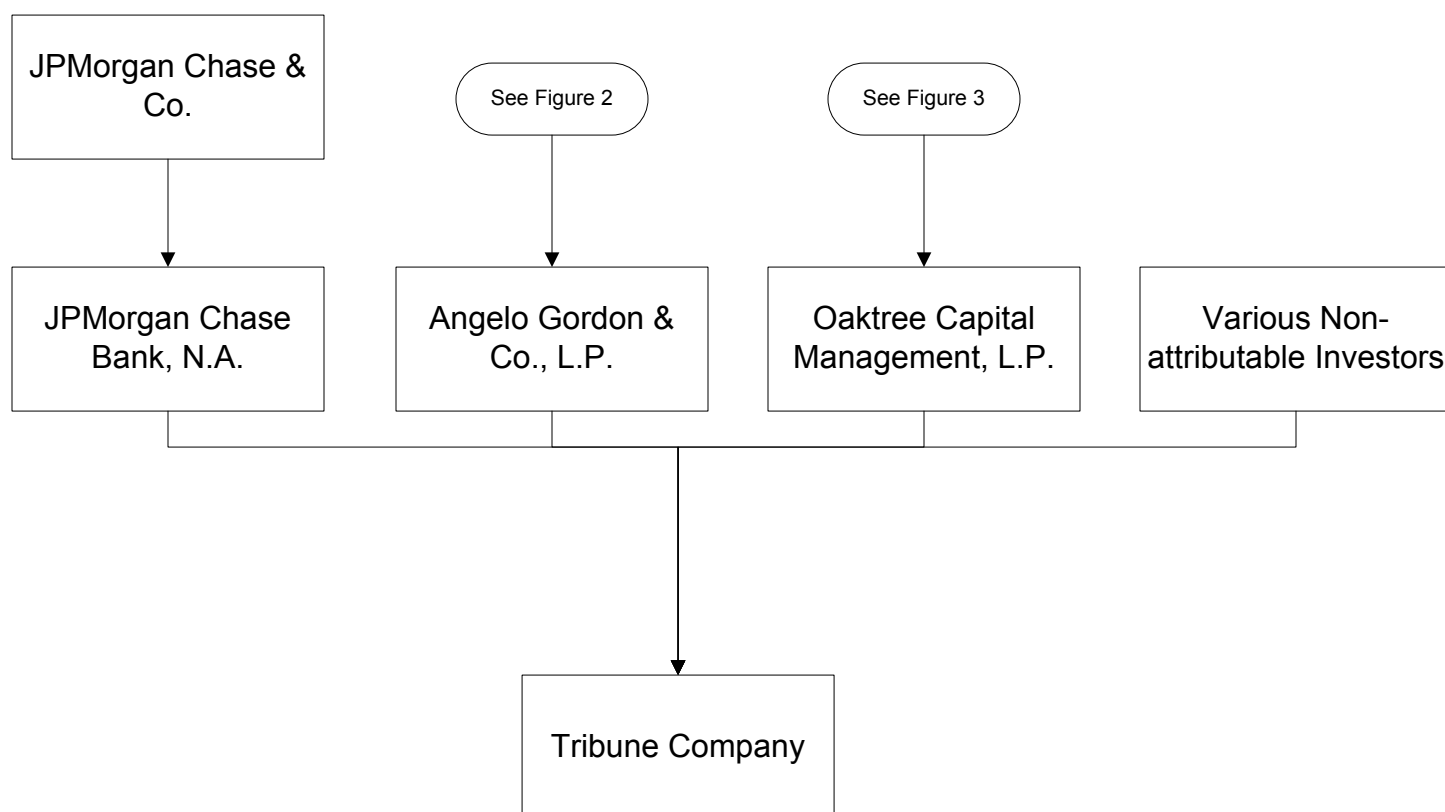 JPMorgan Chase &
Co.
See Figure 2
See Figure 3
JPMorgan Chase
Bank, N.A.
Angelo Gordon &
Co., L.P.
Oaktree Capital
Management, L.P.
Various Non-
attributable Investors
Tribune Company